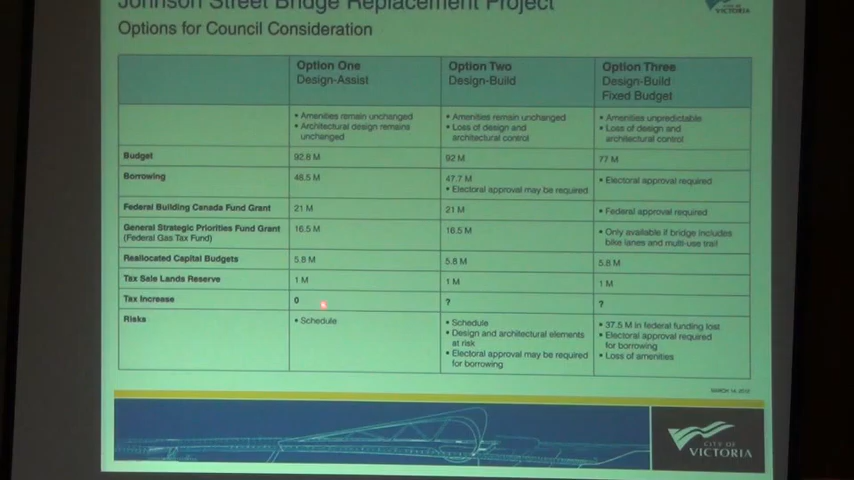 Johnson Street Bridge Replacement Project
CITY OF
VICTORIA
Options for Council Consideration
Option One
Design-Assist
Option Two
Design-Build
Option Three
Design-Build
Fixed Budget
• Amenities remain unchanged
• Architectural design remains
unchanged
• Amenities remain unchanged
• Loss of design and
architectural control
• Amenities unpredictable
• Loss of design and
architectural control
Budget
92.8 M
92 M
77 M
Borrowing
48.5 M
47.7 M
• Electoral approval may be required
• Electoral approval required
Federal Building Canada Fund Grant
21 M
21 M
• Federal approval required
General Strategic Priorities Fund Grant
(Federal Gas Tax Fund)
16.5 M
16.5 M
• Only available if bridge includes
bike lanes and multi-use trail
Reallocated Capital Budgets
5.8 M
5.8 M
5.8 M
Tax Sale Lands Reserve
1 M
1 M
1 M
Tax Increase
0
?
?
Risks
• Schedule
• Schedule
• Design and architectural elements
at risk
• Electoral approval may be required
for borrowing
• 37.5 M in federal funding lost
• Electoral approval required
for borrowing
• Loss of amenities
MARCH 14, 2012
CITY OF
VICTORIA